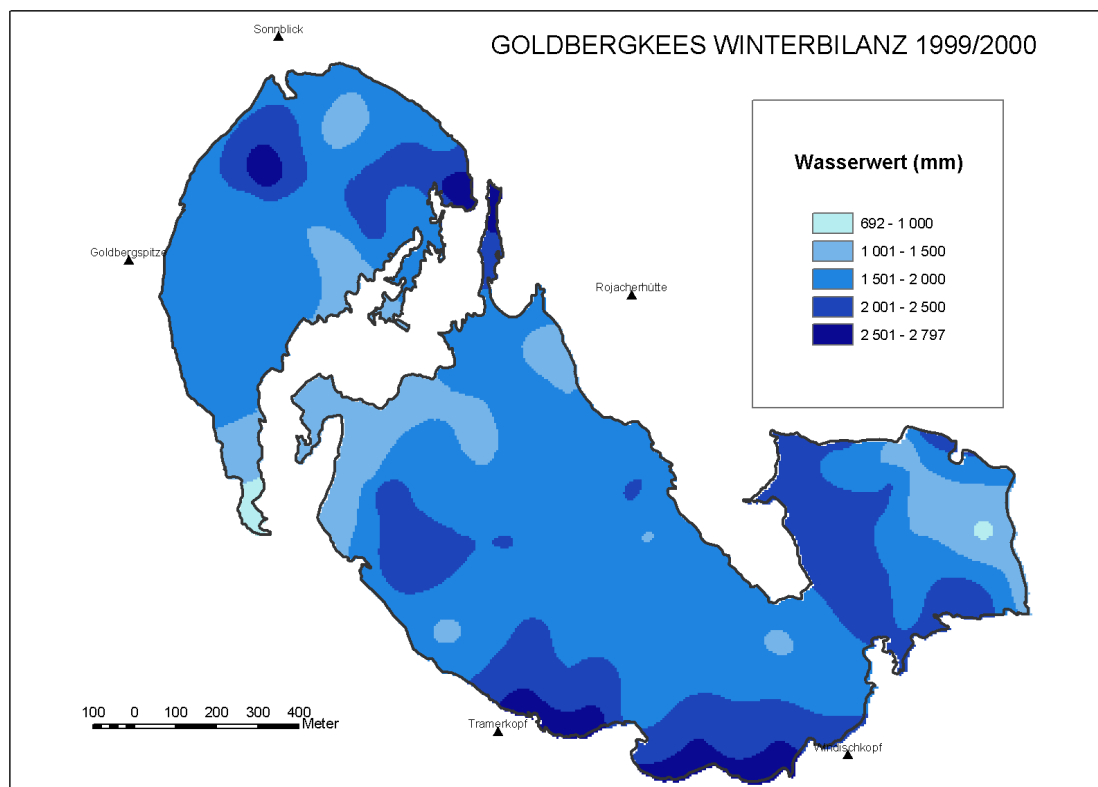 Sonnblick
GOLDBERGKEES WINTERBILANZ 1999/2000
Wasserwert (mm)
692 - 1 000
1 001 - 1 500
1 501 - 2 000
2 001 - 2 500
2 501 - 2 797
Goldbergspitze
Rojacherhütte
100 0 100 200 300 400
Meter
Tramerkopf
Windischkopf